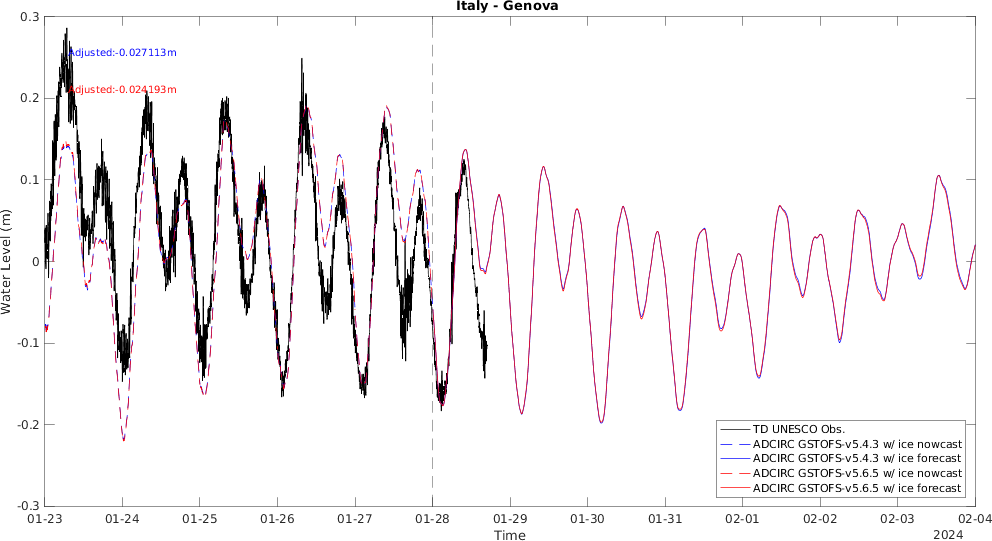 Italy - Genova
0.3
Adjusted:-0.027113m
0.2
Adjusted:-0.024193m
0.1
0
-0.1
-0.2
-0.3
Water Level (m)
TD UNESCO Obs.
ADCIRC GSTOFS-v5.4.3 w/ ice nowcast
ADCIRC GSTOFS-v5.4.3 w/ ice forecast
ADCIRC GSTOFS-v5.6.5 w/ ice nowcast
ADCIRC GSTOFS-v5.6.5 w/ ice forecast
01-23 01-24 01-25 01-26 01-27 01-28 01-29 01-30 01-31 02-01 02-02 02-03 02-04
Time
2024